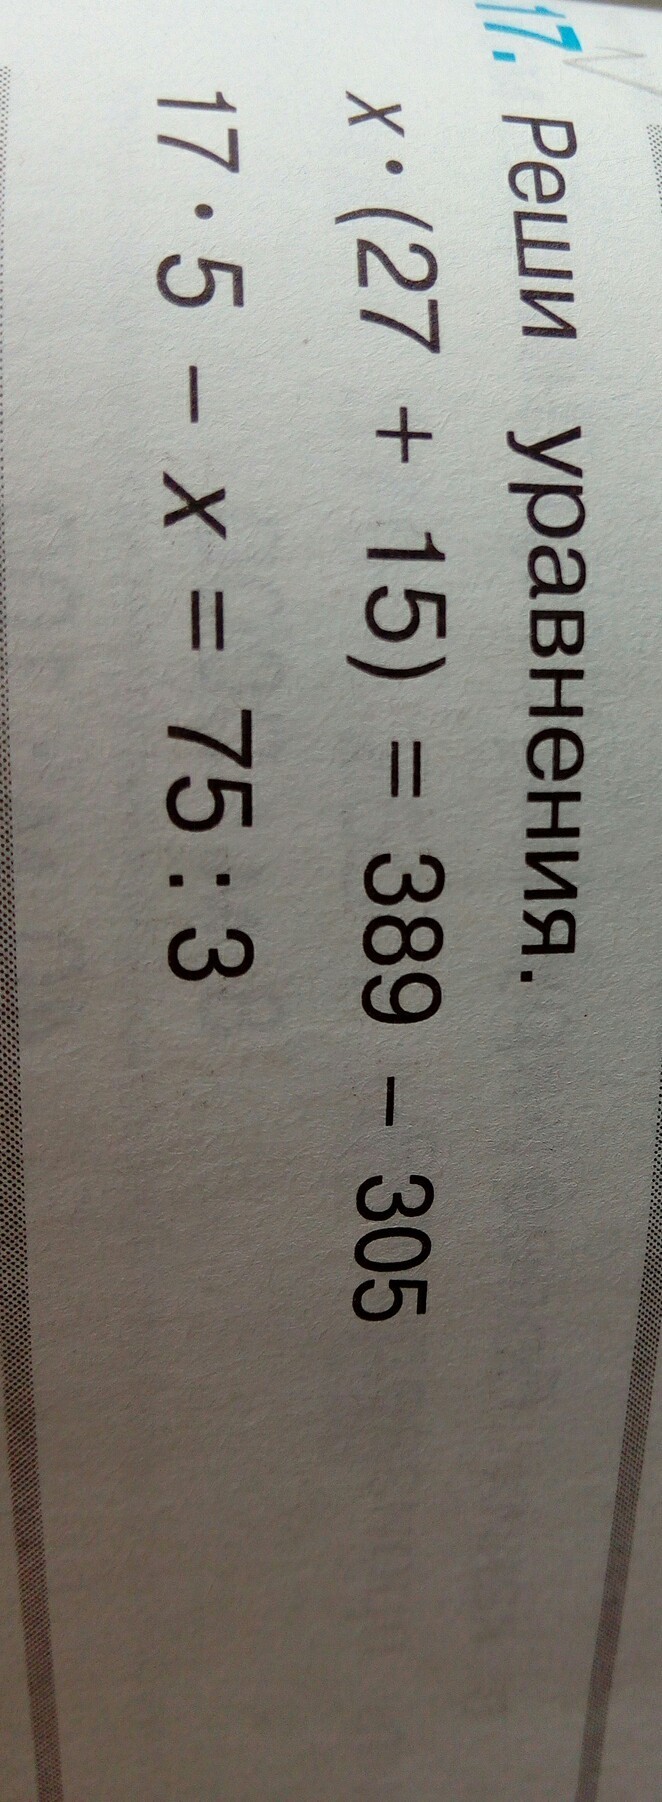 17. Реши уравнения.
x · (27 + 15) = 389 – 305
17 · 5 – x = 75 : 3